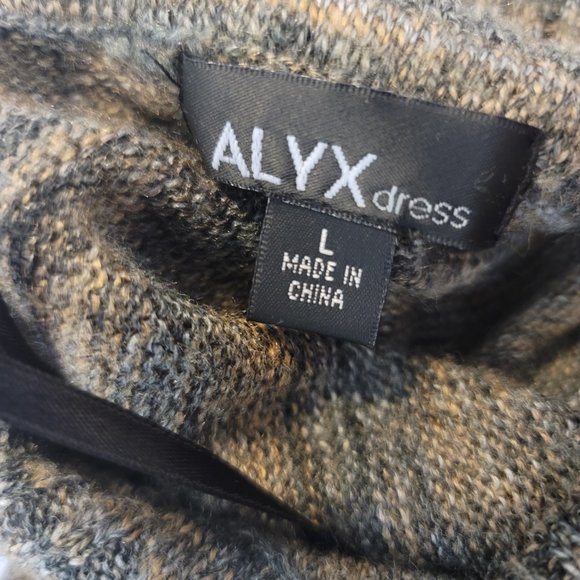 ALYX dress
L
MADE IN
CHINA